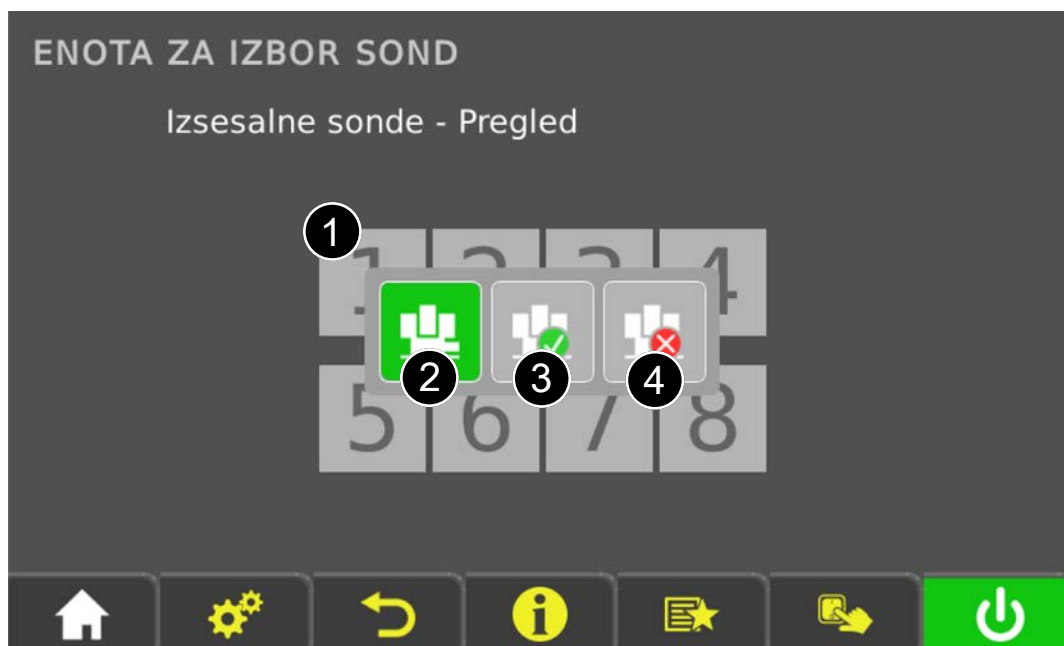 ENOTA ZA IZBOR SOND
Izsesalne sonde - Pregled
1
1 2 3 4
2 3 4
5 6 7 8